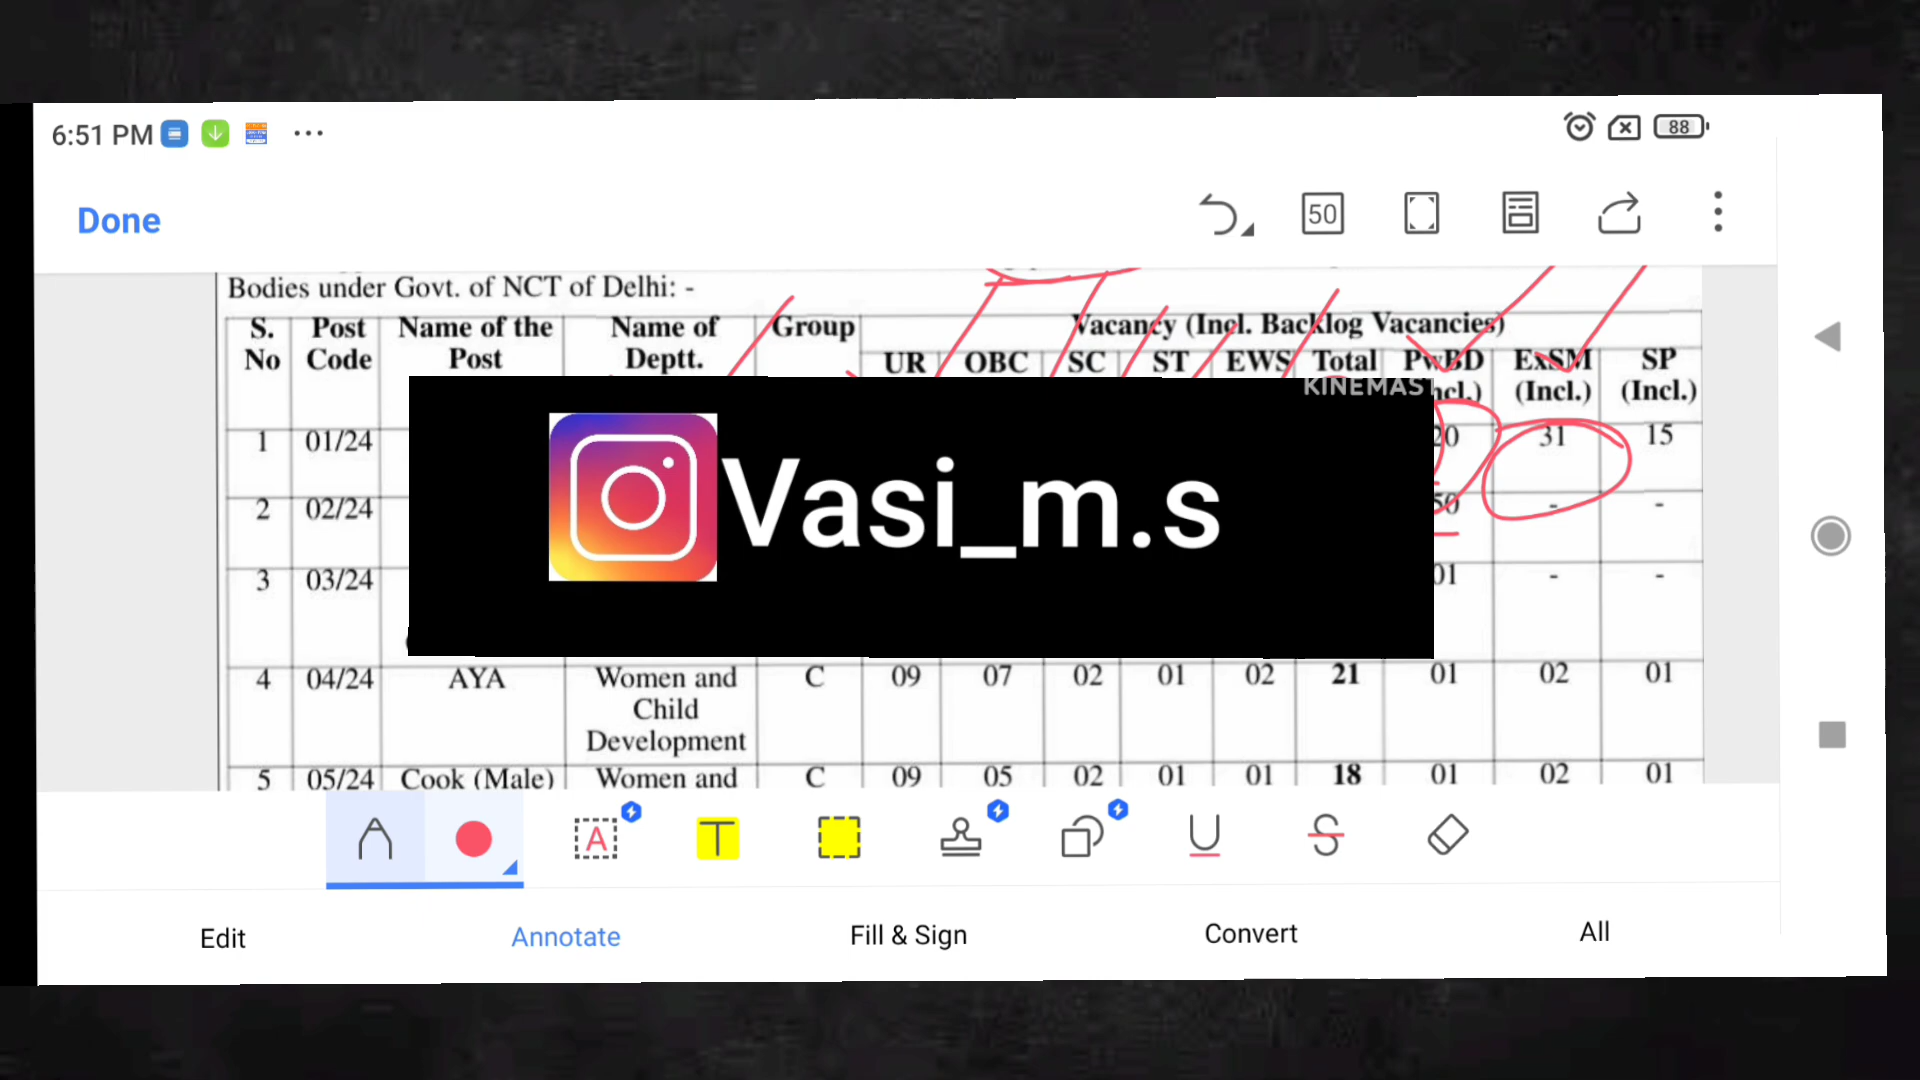 6:51 PM ... 88
Done 50
Bodies under Govt. of NCT of Delhi: -
S. No Post Code Name of the Post Name of Deptt. Group Vacancy (Incl. Backlog Vacancies)
UR OBC SC ST EWS Total PwBD ExSM (Incl.) SP (Incl.)
KINEMAST
1 01/24 20 31 15
Vasi_m.s
2 02/24 50 - -
3 03/24 01 - -
4 04/24 AYA Women and Child Development C 09 07 02 01 02 21 01 02 01
5 05/24 Cook (Male) Women and C 09 05 02 01 01 18 01 02 01
A T U S
Edit Annotate Fill & Sign Convert All